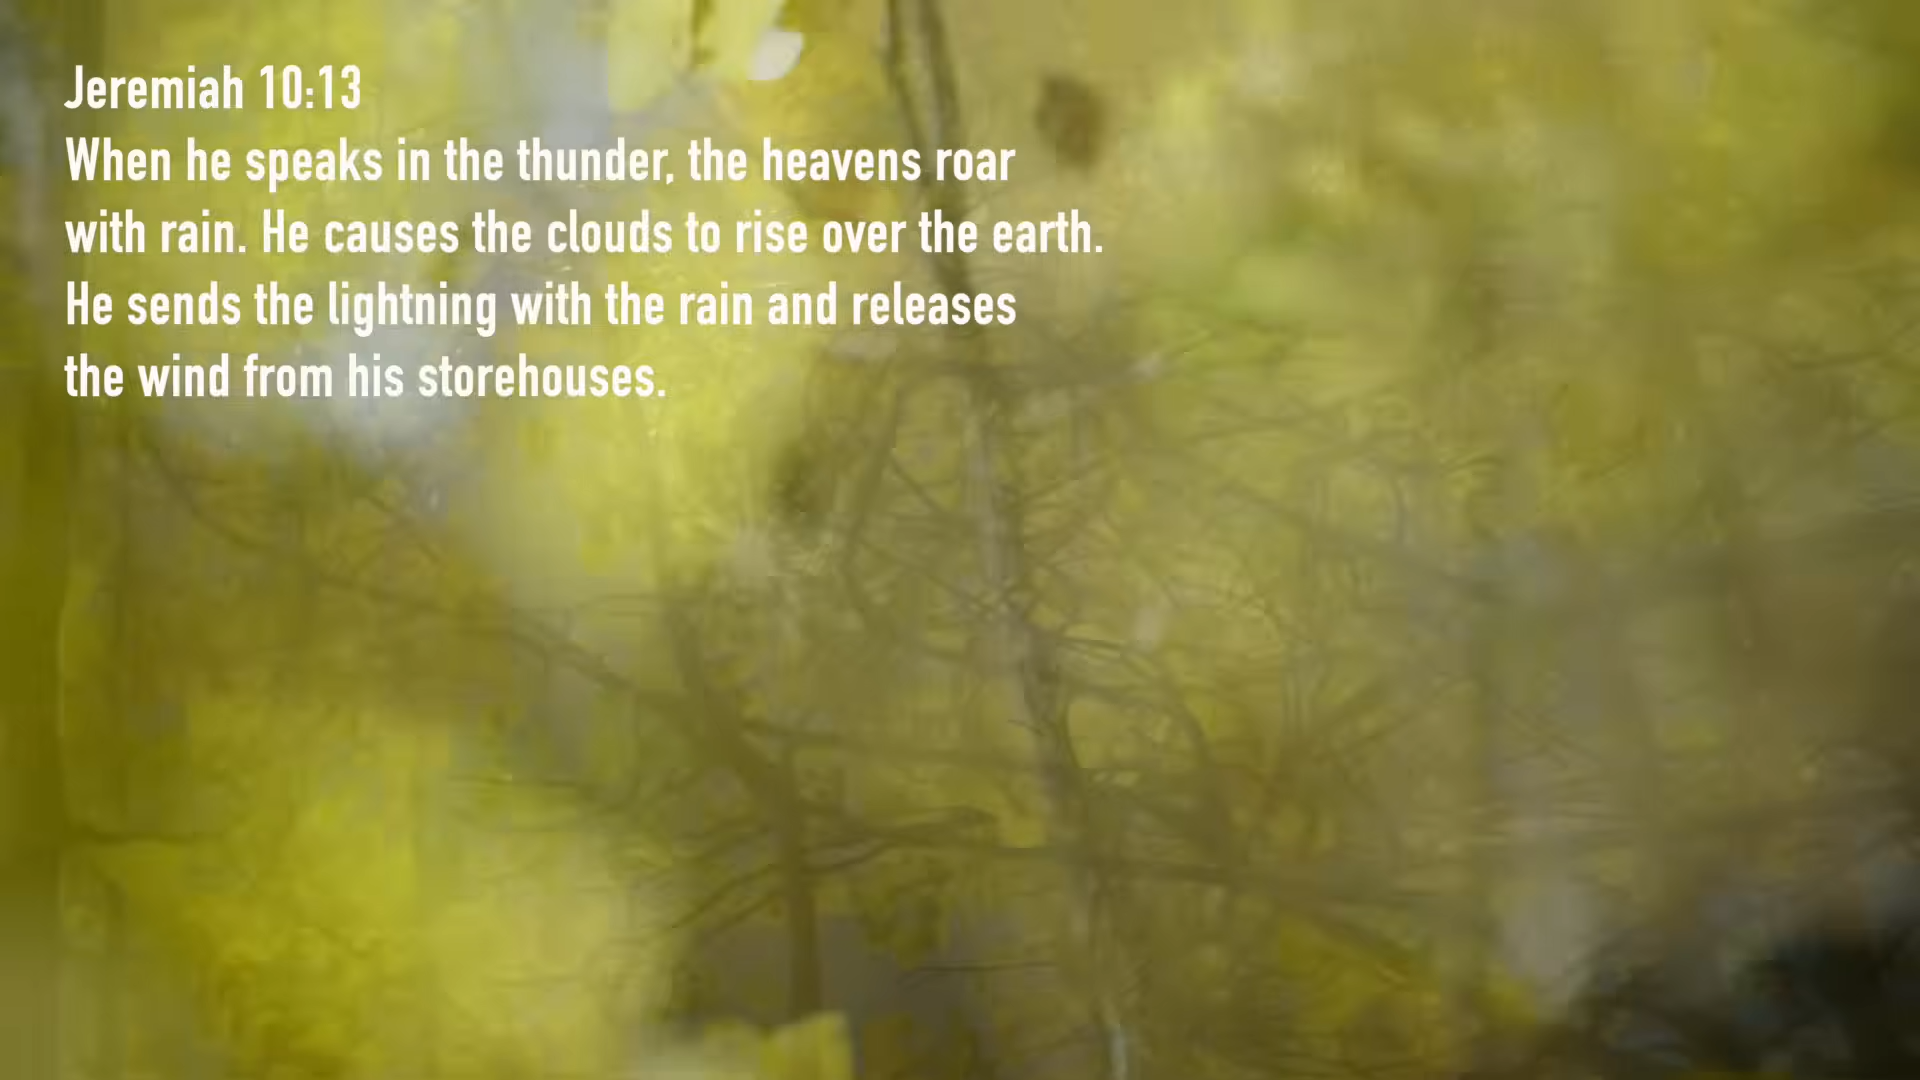 Jeremiah 10:13
When he speaks in the thunder, the heavens roar
with rain. He causes the clouds to rise over the earth.
He sends the lightning with the rain and releases
the wind from his storehouses.